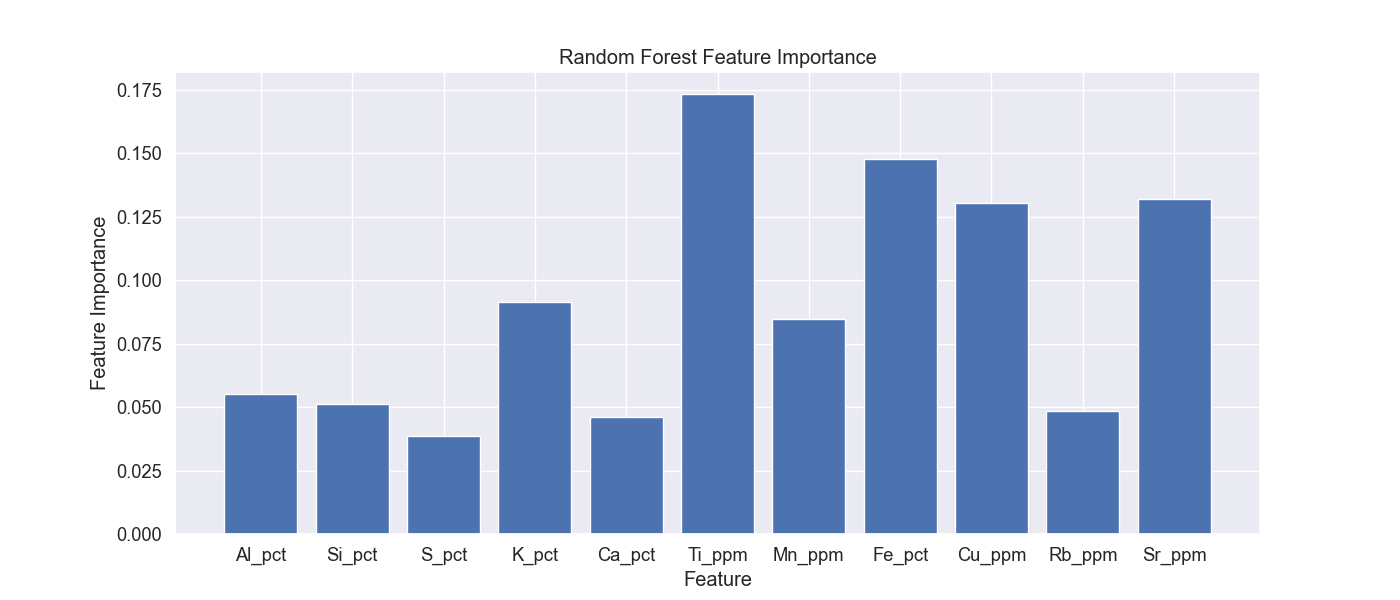 Random Forest Feature Importance
0.175
0.150
0.125
0.100
0.075
0.050
0.025
0.000
Feature Importance
Al_pct Si_pct S_pct K_pct Ca_pct Ti_ppm Mn_ppm Fe_pct Cu_ppm Rb_ppm Sr_ppm
Feature